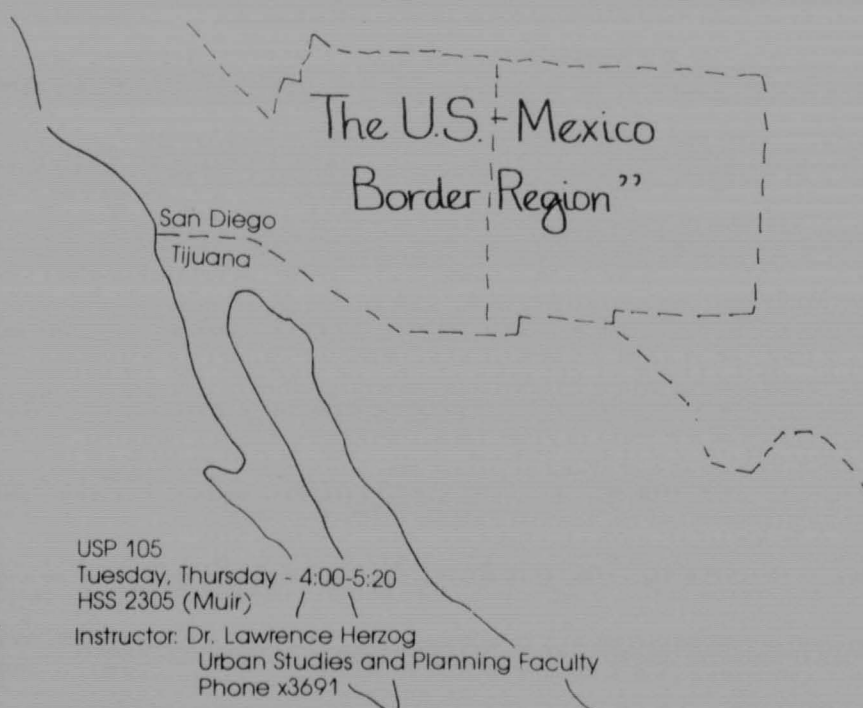 The U.S. - Mexico
Border Region”
San Diego
Tijuana
USP 105
Tuesday, Thursday - 4:00-5:20
HSS 2305 (Muir)
Instructor: Dr. Lawrence Herzog
Urban Studies and Planning Faculty
Phone x3691